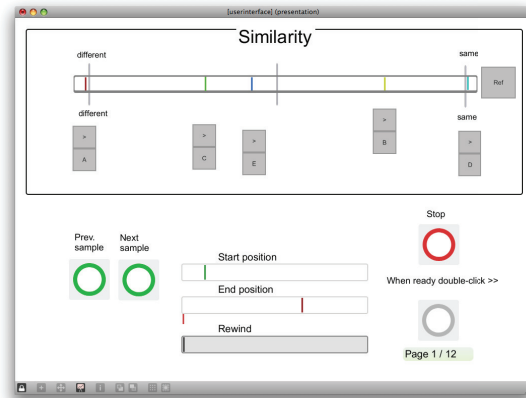 [userinterface] (presentation)
Similarity
different
same
Ref
different
same
>
A
>
C
>
E
>
B
>
D
Stop
Prev.
sample
Next
sample
Start position
End position
When ready double-click >>
Rewind
Page 1 / 12